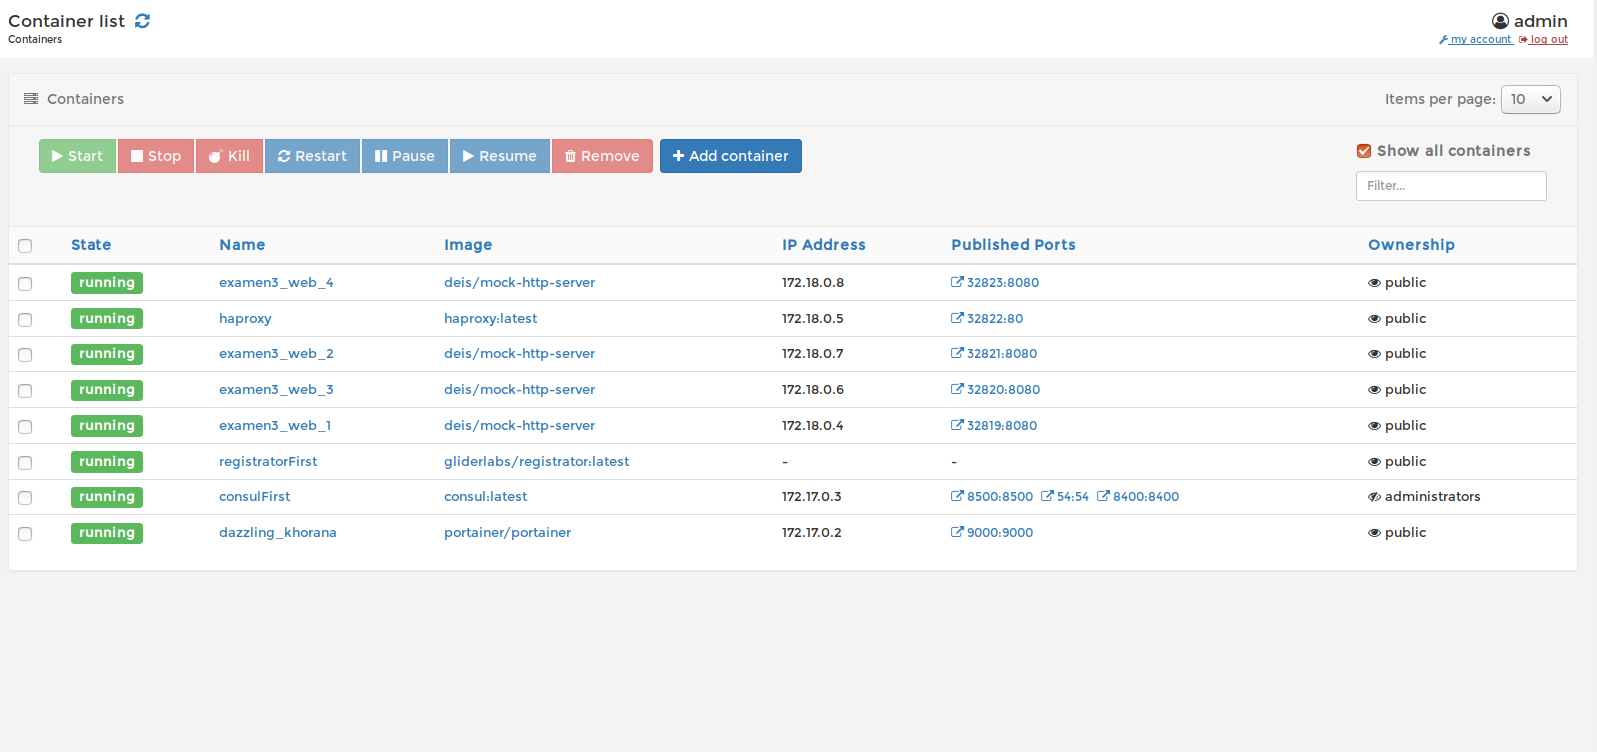 Container list admin
Containers my account log out
Containers Items per page: 10
Start Stop Kill Restart Pause Resume Remove Add container Show all containers
Filter...
State Name Image IP Address Published Ports Ownership
running examen3_web_4 deis/mock-http-server 172.18.0.8 32823:8080 public
running haproxy haproxy:latest 172.18.0.5 32822:80 public
running examen3_web_2 deis/mock-http-server 172.18.0.7 32821:8080 public
running examen3_web_3 deis/mock-http-server 172.18.0.6 32820:8080 public
running examen3_web_1 deis/mock-http-server 172.18.0.4 32819:8080 public
running registratorFirst gliderlabs/registrator:latest - - public
running consulFirst consul:latest 172.17.0.3 8500:8500 54:54 8400:8400 administrators
running dazzling_khorana portainer/portainer 172.17.0.2 9000:9000 public